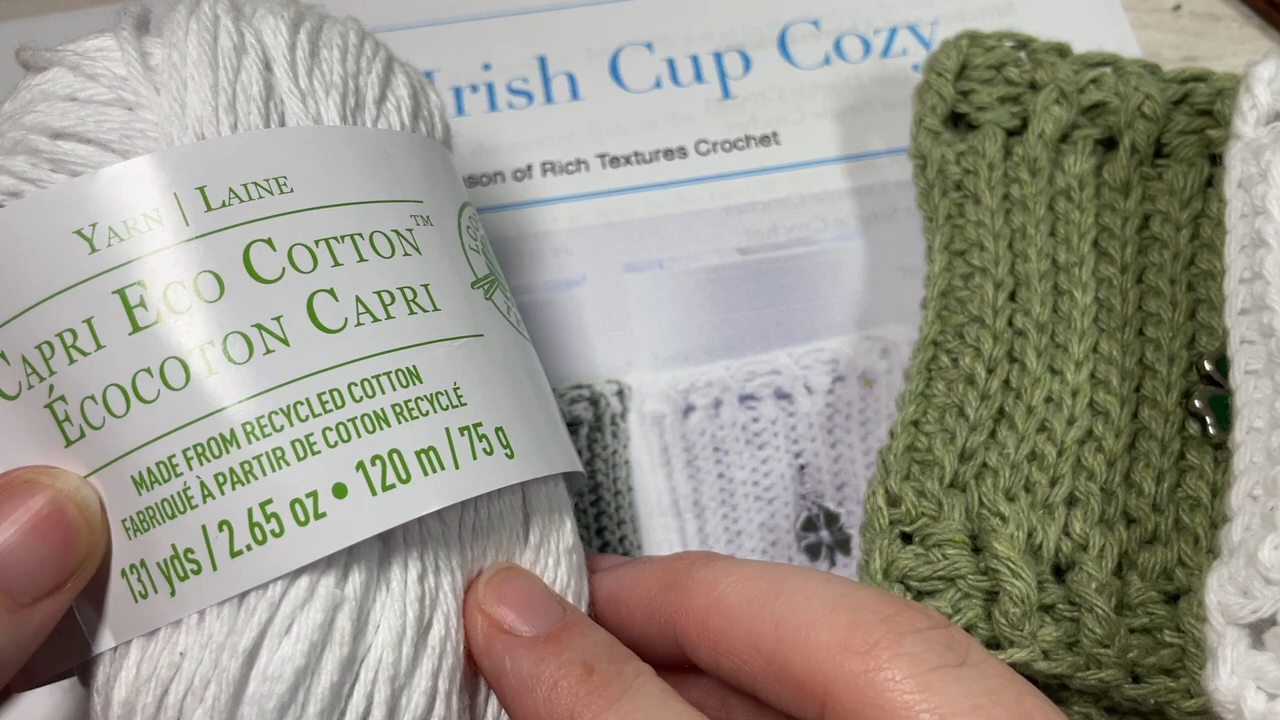 Irish Cup Cozy
son of Rich Textures Crochet
YARN | LAINE
CAPRI ECO COTTON™
ÉCOCOTON CAPRI
MADE FROM RECYCLED COTTON
FABRIQUÉ À PARTIR DE COTON RECYCLÉ
131 yds / 2.65 oz • 120 m / 75 g